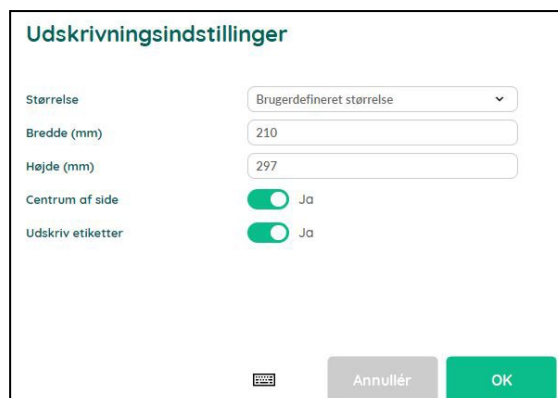 Udskrivningsindstillinger
Størrelse Brugerdefineret størrelse
Bredde (mm) 210
Højde (mm) 297
Centrum af side Ja
Udskriv etiketter Ja
Annullér OK